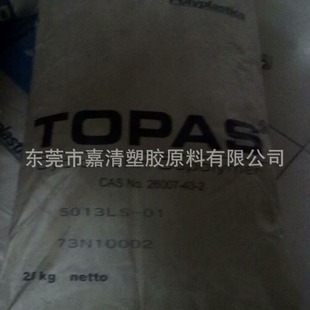 Polyplastics
TOPAS
东莞市嘉清塑胶原料有限公司
CAS No. 26007-43-2
5013LS-01
73N10002
kg netto